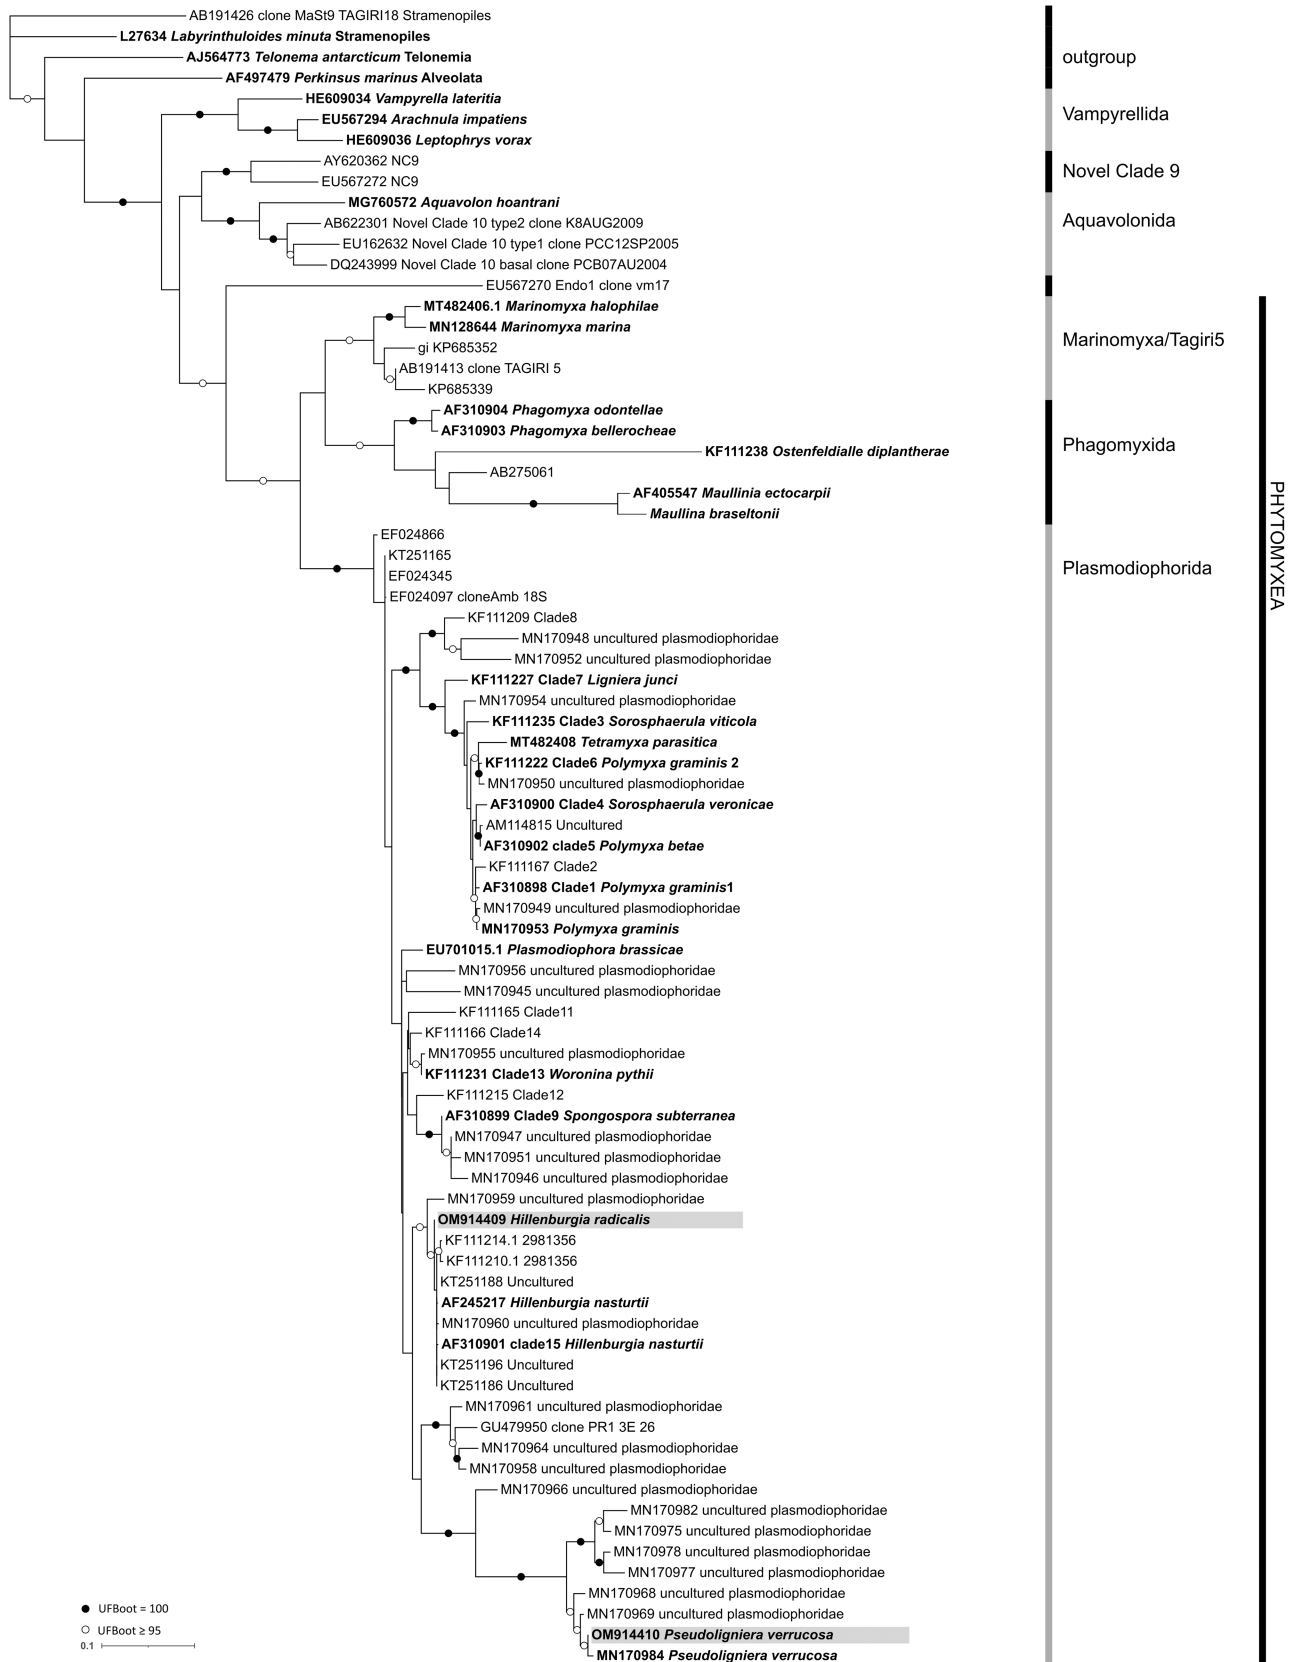 AB191426 clone MaSt9 TAGIRI18 Stramenopiles
L27634 Labyrinthuloides minuta Stramenopiles
AJ564773 Telonema antarcticum Telonemia
outgroup
AF497479 Perkinsus marinus Alveolata
HE609034 Vampyrella lateritia
Vampyrellida
EU567294 Arachnula impatiens
HE609036 Leptophrys vorax
AY620362 NC9
Novel Clade 9
EU567272 NC9
MG760572 Aquavolon hoantrani
Aquavolonida
AB622301 Novel Clade 10 type2 clone K8AUG2009
EU162632 Novel Clade 10 type1 clone PCC12SP2005
DQ243999 Novel Clade 10 basal clone PCB07AU2004
EU567270 Endo1 clone vm17
MT482406.1 Marinomyxa halophilae
MN128644 Marinomyxa marina
Marinomyxa/Tagiri5
gi KP685352
AB191413 clone TAGIRI 5
KP685339
AF310904 Phagomyxa odontellae
AF310903 Phagomyxa bellerocheae
Phagomyxida
KF111238 Ostenfeldialle diplantherae
AB275061
AF405547 Maullinia ectocarpii
Maullina braseltonii
PHYTOMYXEA
EF024866
KT251165
Plasmodiophorida
EF024345
EF024097 cloneAmb 18S
KF111209 Clade8
MN170948 uncultured plasmodiophoridae
MN170952 uncultured plasmodiophoridae
KF111227 Clade7 Ligniera junci
MN170954 uncultured plasmodiophoridae
KF111235 Clade3 Sorosphaerula viticola
MT482408 Tetramyxa parasitica
KF111222 Clade6 Polymyxa graminis 2
MN170950 uncultured plasmodiophoridae
AF310900 Clade4 Sorosphaerula veronicae
AM114815 Uncultured
AF310902 clade5 Polymyxa betae
KF111167 Clade2
AF310898 Clade1 Polymyxa graminis1
MN170949 uncultured plasmodiophoridae
MN170953 Polymyxa graminis
EU701015.1 Plasmodiophora brassicae
MN170956 uncultured plasmodiophoridae
MN170945 uncultured plasmodiophoridae
KF111165 Clade11
KF111166 Clade14
MN170955 uncultured plasmodiophoridae
KF111231 Clade13 Woronina pythii
KF111215 Clade12
AF310899 Clade9 Spongospora subterranea
MN170947 uncultured plasmodiophoridae
MN170951 uncultured plasmodiophoridae
MN170946 uncultured plasmodiophoridae
MN170959 uncultured plasmodiophoridae
OM914409 Hillenburgia radicalis
KF111214.1 2981356
KF111210.1 2981356
KT251188 Uncultured
AF245217 Hillenburgia nasturtii
MN170960 uncultured plasmodiophoridae
AF310901 clade15 Hillenburgia nasturtii
KT251196 Uncultured
KT251186 Uncultured
MN170961 uncultured plasmodiophoridae
GU479950 clone PR1 3E 26
MN170964 uncultured plasmodiophoridae
MN170958 uncultured plasmodiophoridae
MN170966 uncultured plasmodiophoridae
MN170982 uncultured plasmodiophoridae
MN170975 uncultured plasmodiophoridae
MN170978 uncultured plasmodiophoridae
MN170977 uncultured plasmodiophoridae
MN170968 uncultured plasmodiophoridae
MN170969 uncultured plasmodiophoridae
OM914410 Pseudoligniera verrucosa
MN170984 Pseudoligniera verrucosa
UFBoot = 100
UFBoot ≥ 95
0.1